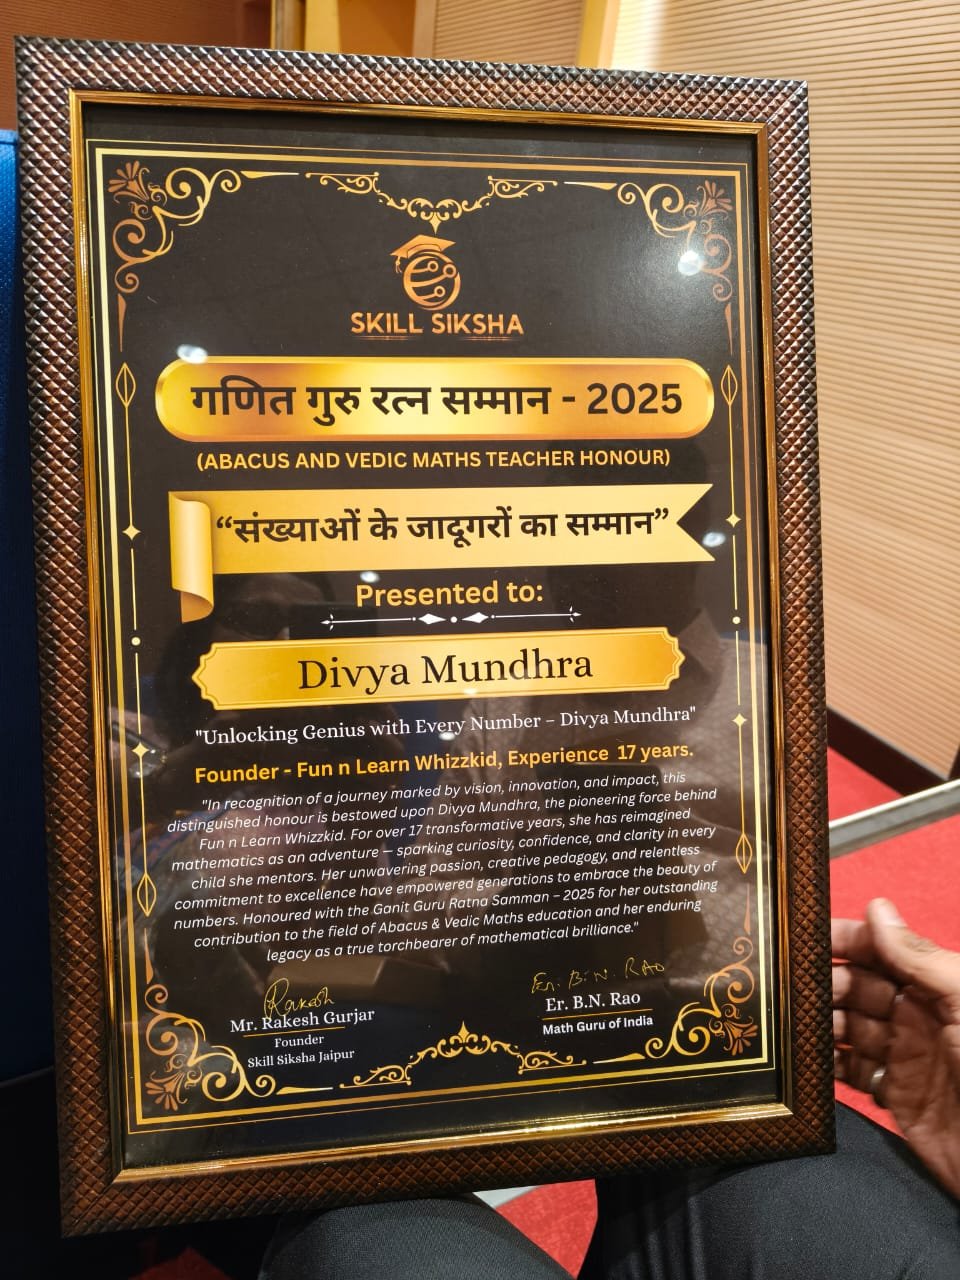 SKILL SIKSHA
गणित गुरु रत्न सम्मान - 2025
(ABACUS AND VEDIC MATHS TEACHER HONOUR)
“संख्याओं के जादूगरों का सम्मान”
Presented to:
Divya Mundhra
"Unlocking Genius with Every Number – Divya Mundhra"
Founder - Fun n Learn Whizzkid, Experience 17 years.
"In recognition of a journey marked by vision, innovation, and impact, this
distinguished honour is bestowed upon Divya Mundhra, the pioneering force behind
Fun n Learn Whizzkid. For over 17 transformative years, she has reimagined
mathematics as an adventure — sparking curiosity, confidence, and clarity in every
child she mentors. Her unwavering passion, creative pedagogy, and relentless
commitment to excellence have empowered generations to embrace the beauty of
numbers. Honoured with the Ganit Guru Ratna Samman – 2025 for her outstanding
contribution to the field of Abacus & Vedic Maths education and her enduring
legacy as a true torchbearer of mathematical brilliance."
Rakesh
Mr. Rakesh Gurjar
Founder
Skill Siksha Jaipur
Er. B.N. RAO
Er. B.N. Rao
Math Guru of India